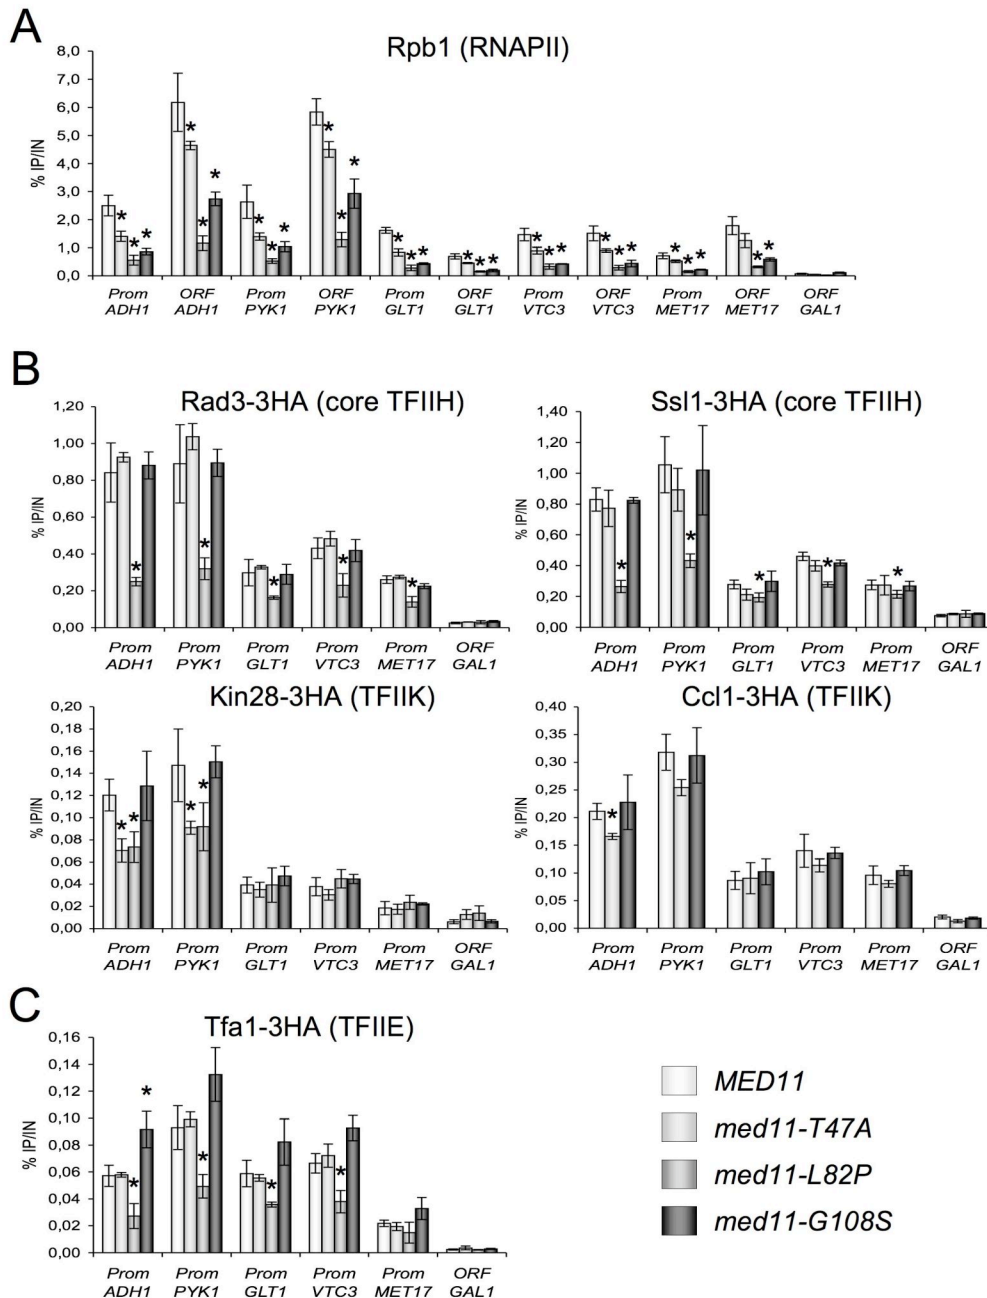 A
Rpb1 (RNAPII)
8,0
7,0
6,0
5,0
4,0
3,0
2,0
1,0
0,0
% IP/IN
* * * * * * * * * * * * * * * * * * * * * * * * * * * * *
Prom ORF Prom ORF Prom ORF Prom ORF Prom ORF ORF
ADH1 ADH1 PYK1 PYK1 GLT1 GLT1 VTC3 VTC3 MET17 MET17 GAL1
B
Rad3-3HA (core TFIIH)
1,20
1,00
0,80
0,60
0,40
0,20
0,00
% IP/IN
* * * * *
Prom Prom Prom Prom Prom ORF
ADH1 PYK1 GLT1 VTC3 MET17 GAL1
Ssl1-3HA (core TFIIH)
1,40
1,20
1,00
0,80
0,60
0,40
0,20
0,00
% IP/IN
* * * * *
Prom Prom Prom Prom Prom ORF
ADH1 PYK1 GLT1 VTC3 MET17 GAL1
Kin28-3HA (TFIIK)
0,20
0,18
0,16
0,14
0,12
0,10
0,08
0,06
0,04
0,02
0,00
% IP/IN
* * * *
Prom Prom Prom Prom Prom ORF
ADH1 PYK1 GLT1 VTC3 MET17 GAL1
Ccl1-3HA (TFIIK)
0,40
0,35
0,30
0,25
0,20
0,15
0,10
0,05
0,00
% IP/IN
*
Prom Prom Prom Prom Prom ORF
ADH1 PYK1 GLT1 VTC3 MET17 GAL1
C
Tfa1-3HA (TFIIE)
0,16
0,14
0,12
0,10
0,08
0,06
0,04
0,02
0,00
% IP/IN
* * * * *
Prom Prom Prom Prom Prom ORF
ADH1 PYK1 GLT1 VTC3 MET17 GAL1
MED11
med11-T47A
med11-L82P
med11-G108S